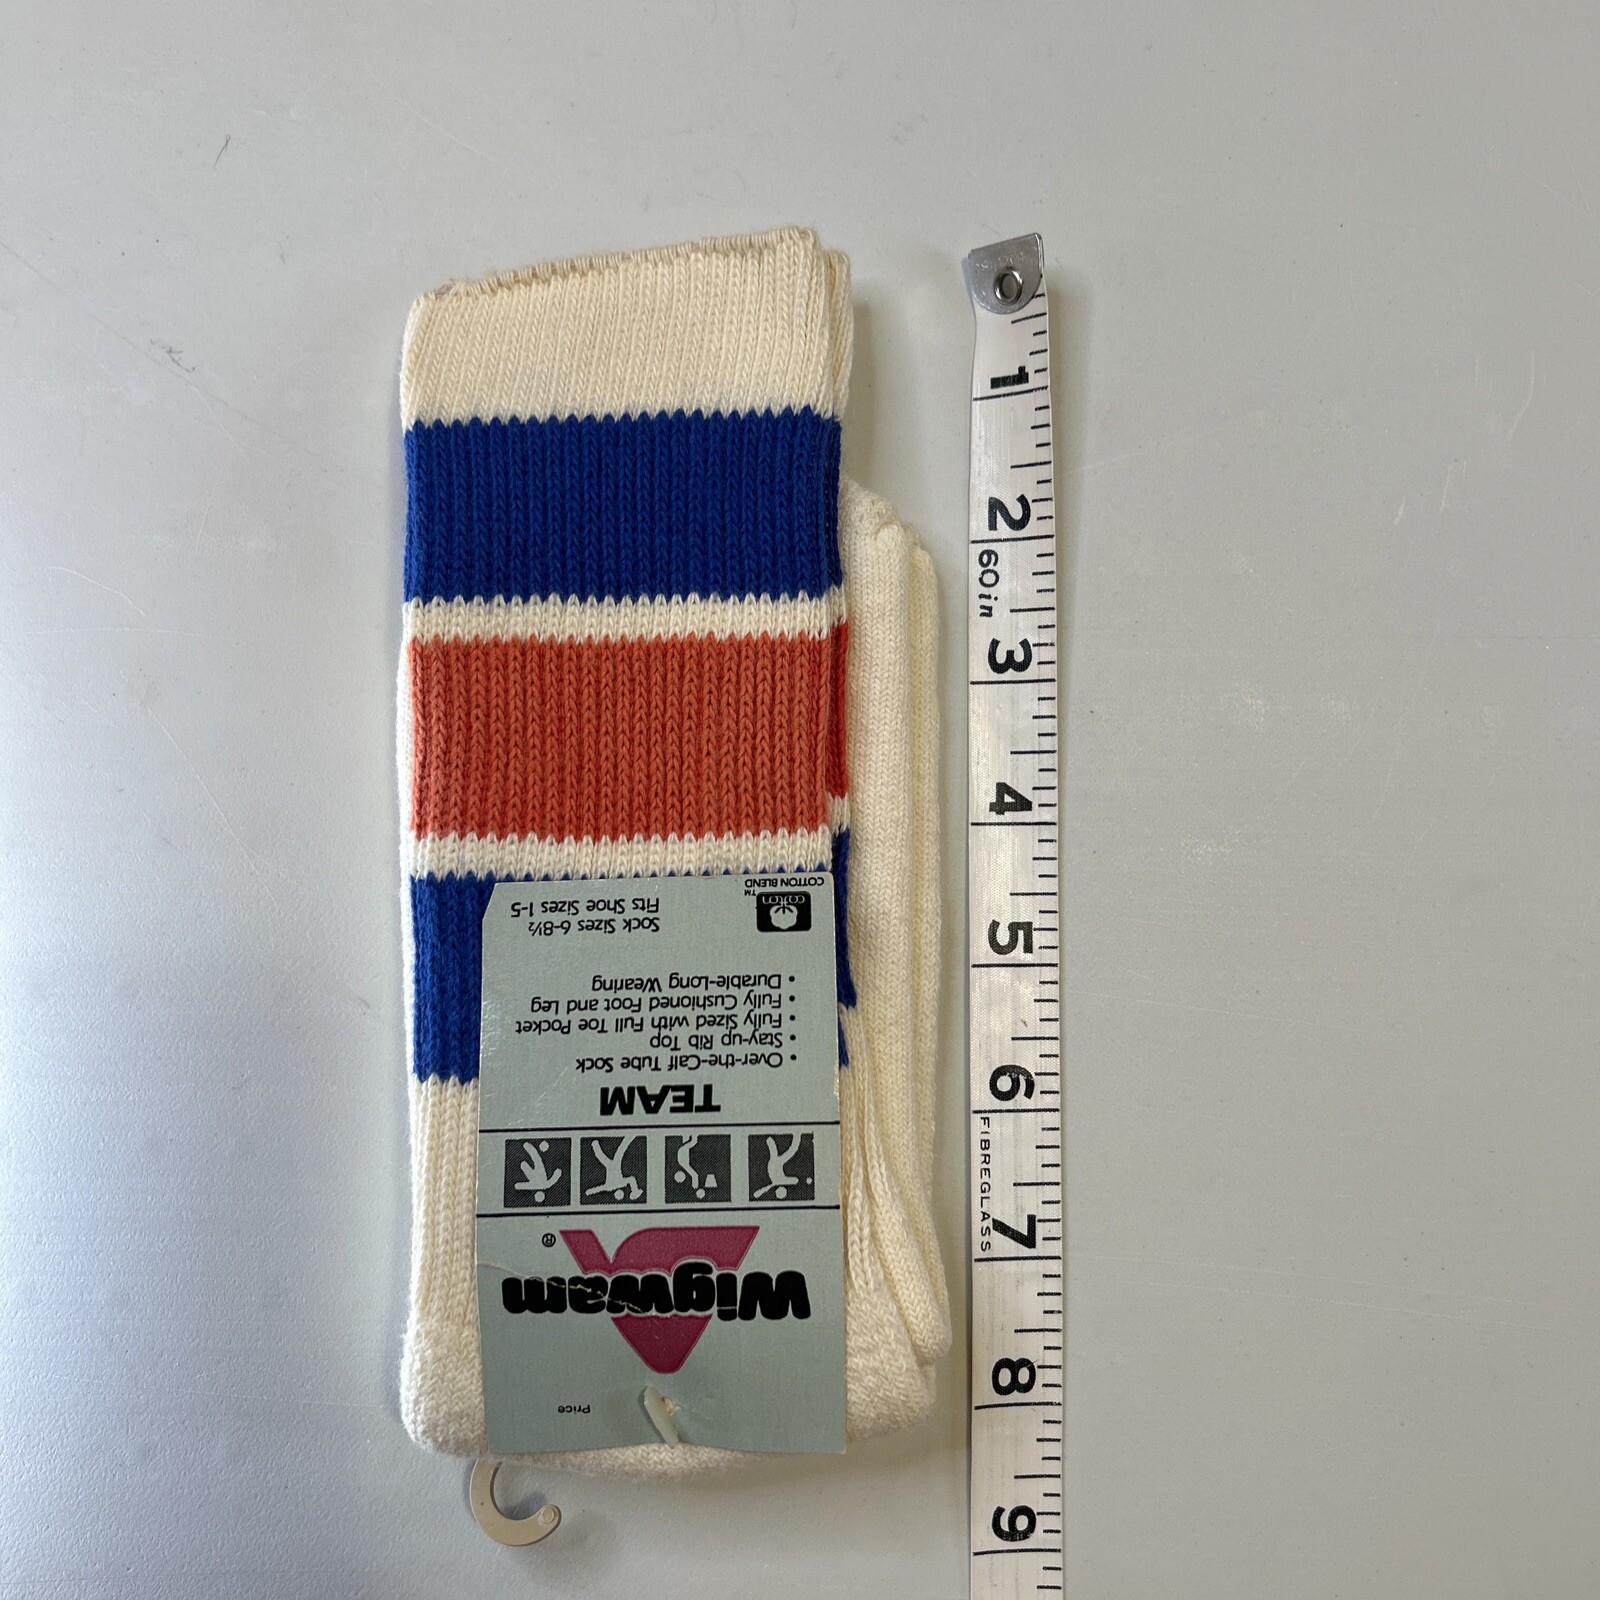 Price
Wigwam®
TEAM
• Over-the-Calf Tube Sock
• Stay-up Rib Top
• Fully Sized with Full Toe Pocket
• Fully Cushioned Foot and Leg
• Durable-Long Wearing
Sock Sizes 6-8½
Fits Shoe Sizes 1-5
cotton
COTTON BLEND™
1
2
60in
3
4
5
6
FIBREGLASS
7
8
9